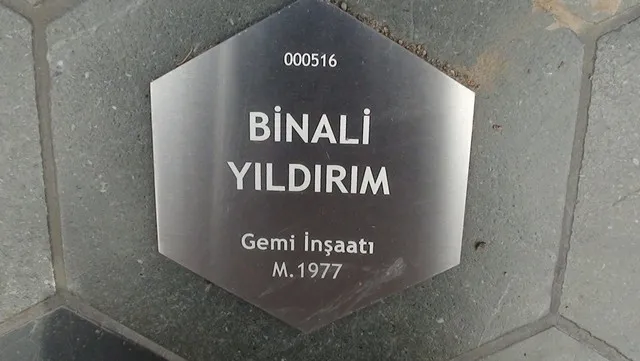 000516
BİNALİ
YILDIRIM
Gemi İnşaatı
M.1977